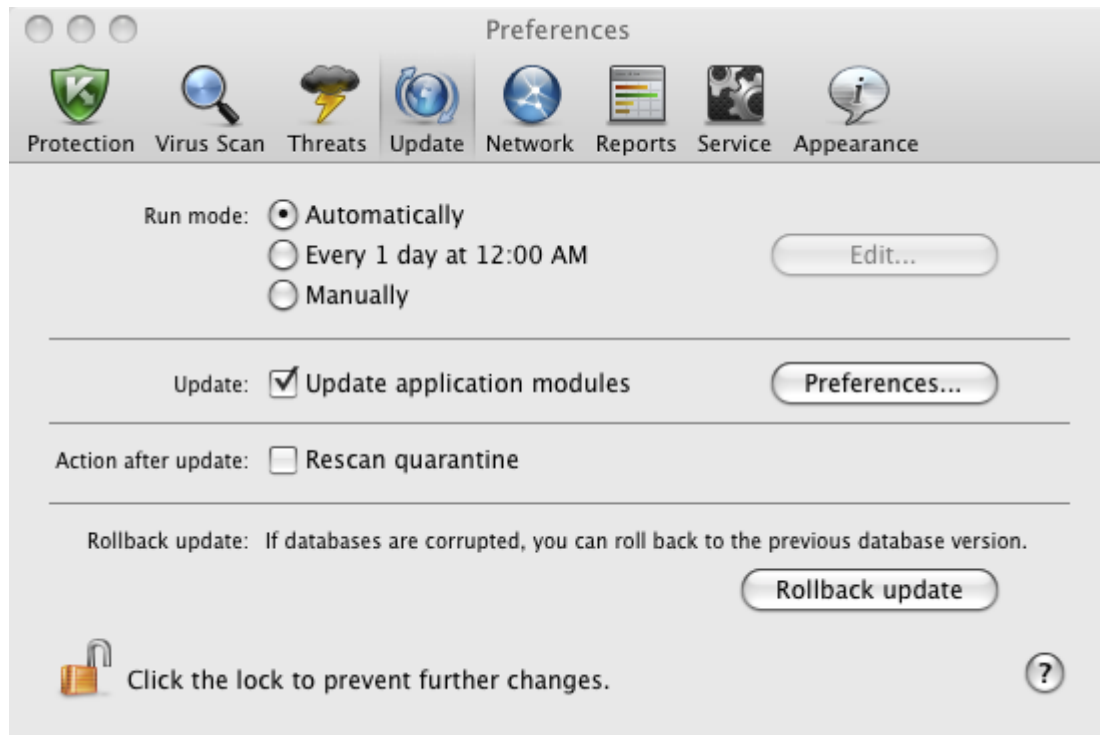 Preferences
Protection Virus Scan Threats Update Network Reports Service Appearance
Run mode: Automatically
Every 1 day at 12:00 AM Edit...
Manually
Update: Update application modules Preferences...
Action after update: Rescan quarantine
Rollback update: If databases are corrupted, you can roll back to the previous database version.
Rollback update
Click the lock to prevent further changes. ?